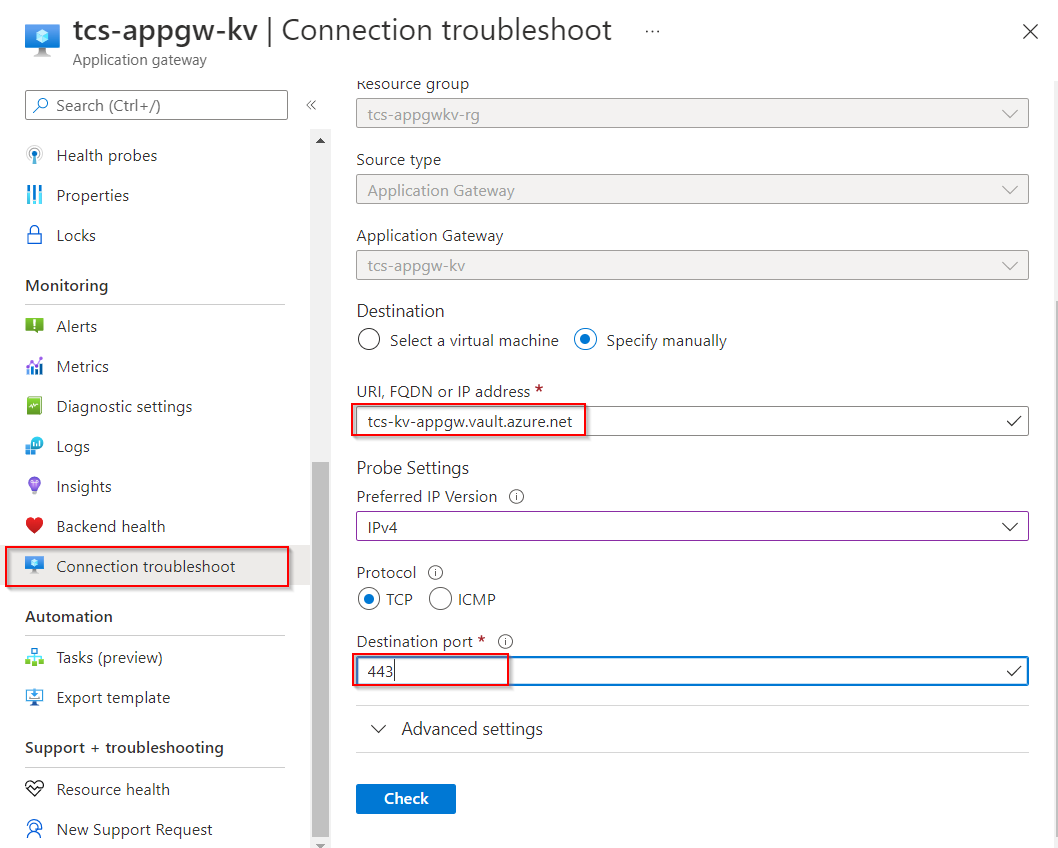 tcs-appgw-kv | Connection troubleshoot ...
Application gateway
Search (Ctrl+/)
«
Health probes
Properties
Locks
Monitoring
Alerts
Metrics
Diagnostic settings
Logs
Insights
Backend health
Connection troubleshoot
Automation
Tasks (preview)
Export template
Support + troubleshooting
Resource health
New Support Request
Resource group
tcs-appgwkv-rg
Source type
Application Gateway
Application Gateway
tcs-appgw-kv
Destination
Select a virtual machine
Specify manually
URI, FQDN or IP address *
tcs-kv-appgw.vault.azure.net
Probe Settings
Preferred IP Version
IPv4
Protocol
TCP
ICMP
Destination port *
443
Advanced settings
Check